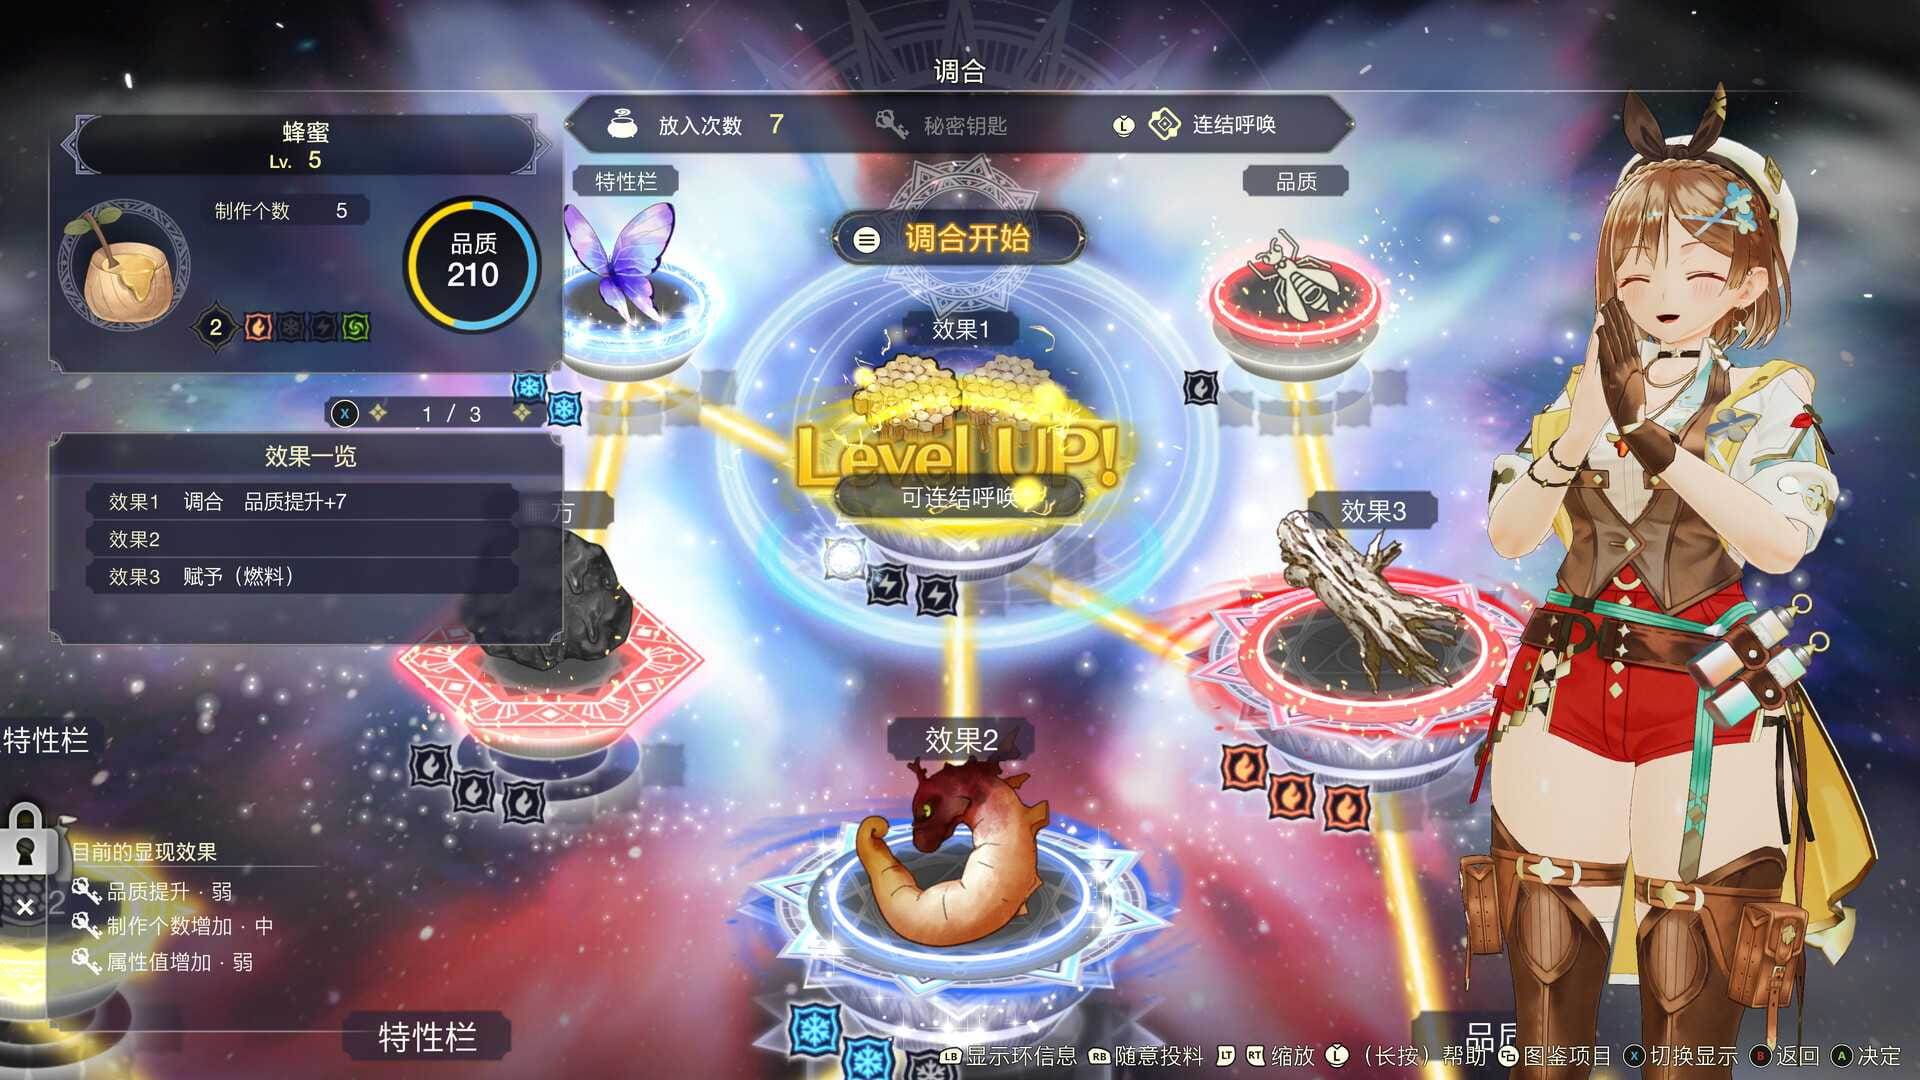 调合
蜂蜜
Lv. 5
制作个数 5
品质
210
2
X 1 / 3
效果一览
效果1 调合 品质提升+7
效果2
效果3 赋予（燃料）
放入次数 7
秘密钥匙
L 连结呼唤
特性栏
品质
调合开始
效果1
Level UP!
可连结呼唤
方
效果3
效果2
特性栏
2
目前的显现效果
品质提升 · 弱
制作个数增加 · 中
属性值增加 · 弱
特性栏
LB 显示环信息 RB 随意投料 LT RT 缩放 L （长按）帮助 图鉴项目 X 切换显示 B 返回 A 决定